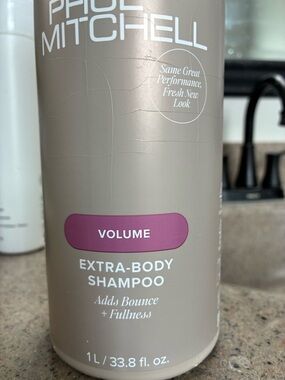 PAUL
MITCHELL
Same Great
Performance,
Fresh New
Look
VOLUME
EXTRA-BODY
SHAMPOO
Adds Bounce
+ Fullness
1 L / 33.8 fl. oz.